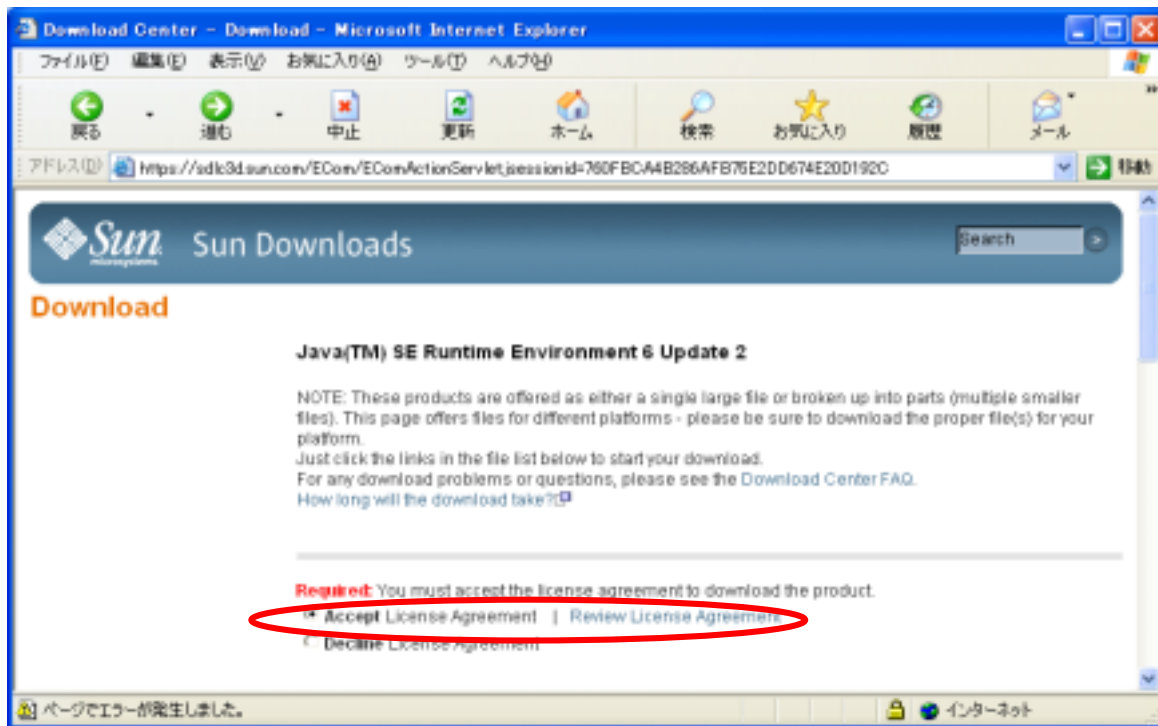 Download Center - Download - Microsoft Internet Explorer
ファイル(F) 編集(E) 表示(V) お気に入り(A) ツール(T) ヘルプ(H)
戻る 進む 中止 更新 ホーム 検索 お気に入り 履歴 メール
アドレス(D) https://sdlc3d.sun.com/ECom/EComActionServlet;jsessionid=760FBCA4B286AFB76E2DD674E20D192C 移動
Sun microsystems Sun Downloads Search
Download
Java(TM) SE Runtime Environment 6 Update 2
NOTE: These products are offered as either a single large file or broken up into parts (multiple smaller
files). This page offers files for different platforms - please be sure to download the proper file(s) for your
platform.
Just click the links in the file list below to start your download.
For any download problems or questions, please see the Download Center FAQ.
How long will the download take?
Required: You must accept the license agreement to download the product.
Accept License Agreement | Review License Agreement
Decline License Agreement
ページでエラーが発生しました。 インターネット